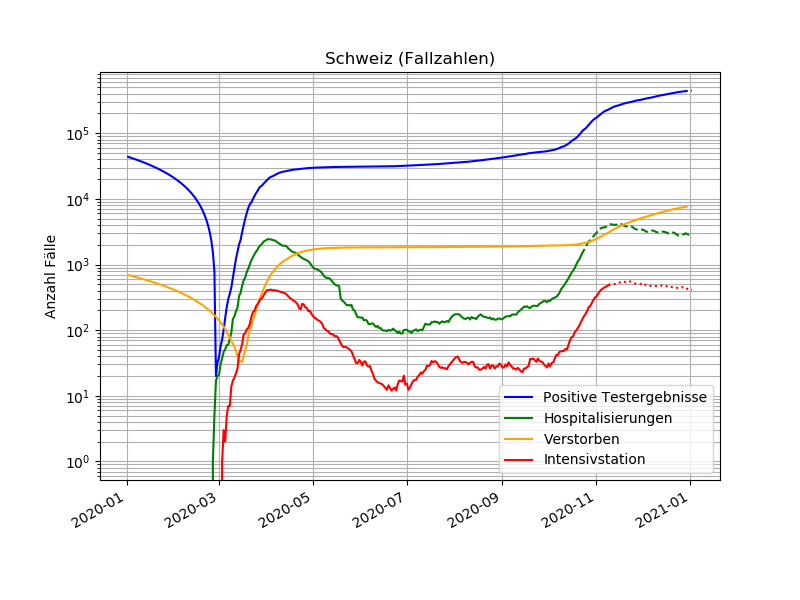 Schweiz (Fallzahlen)
Anzahl Fälle
10^5
10^4
10^3
10^2
10^1
10^0
2020-01
2020-03
2020-05
2020-07
2020-09
2020-11
2021-01
Positive Testergebnisse
Hospitalisierungen
Verstorben
Intensivstation